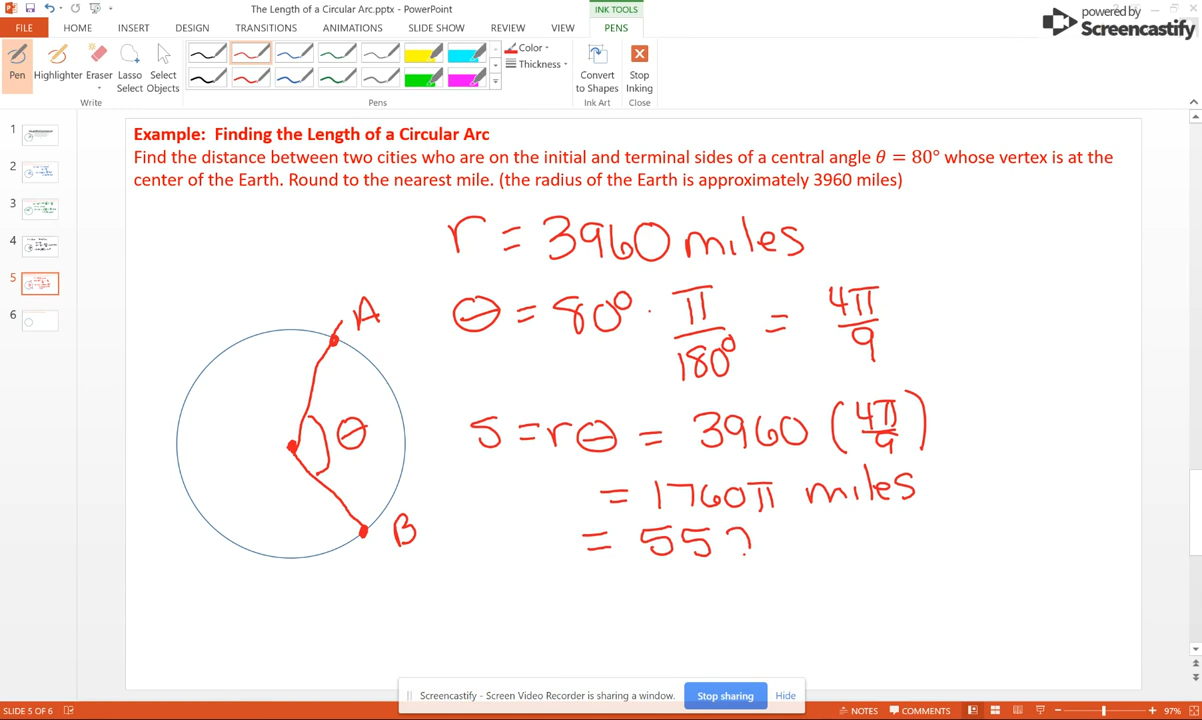 The Length of a Circular Arc.pptx - PowerPoint
INK TOOLS
powered by
Screencastify
FILE HOME INSERT DESIGN TRANSITIONS ANIMATIONS SLIDE SHOW REVIEW VIEW PENS
Pen Highlighter Eraser Lasso Select Select Objects
Color
Thickness
Convert to Shapes
Stop Inking
Write Pens Ink Art Close
1
2
3
4
5
6
Example: Finding the Length of a Circular Arc
Find the distance between two cities who are on the initial and terminal sides of a central angle θ = 80° whose vertex is at the
center of the Earth. Round to the nearest mile. (the radius of the Earth is approximately 3960 miles)
r = 3960 miles
θ = 80° · π/180° = 4π/9
A
θ
B
s = rθ = 3960 (4π/9)
= 1760π miles
= 55
Screencastify - Screen Video Recorder is sharing a window. Stop sharing Hide
SLIDE 5 OF 6 NOTES COMMENTS 97%